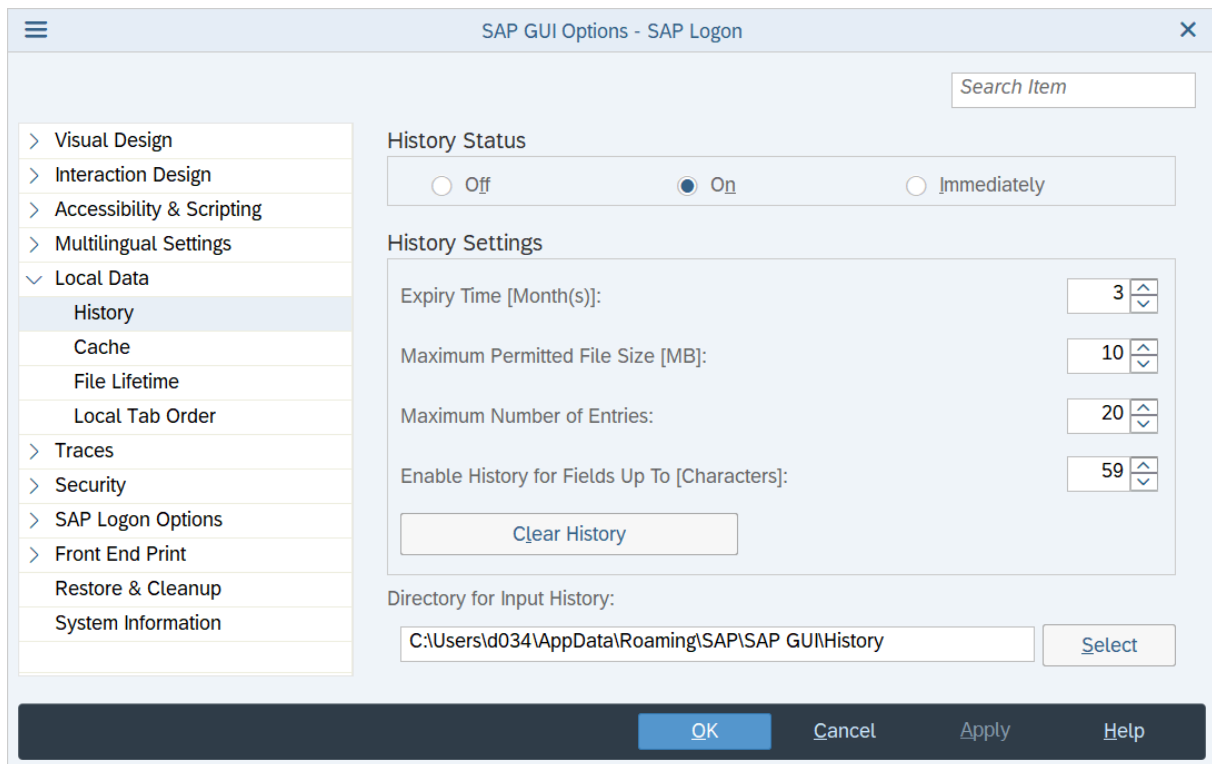 SAP GUI Options - SAP Logon
Search Item
Visual Design
Interaction Design
Accessibility & Scripting
Multilingual Settings
Local Data
History
Cache
File Lifetime
Local Tab Order
Traces
Security
SAP Logon Options
Front End Print
Restore & Cleanup
System Information
History Status
Off On Immediately
History Settings
Expiry Time [Month(s)]: 3
Maximum Permitted File Size [MB]: 10
Maximum Number of Entries: 20
Enable History for Fields Up To [Characters]: 59
Clear History
Directory for Input History:
C:\Users\d034\AppData\Roaming\SAP\SAP GUI\History Select
OK Cancel Apply Help